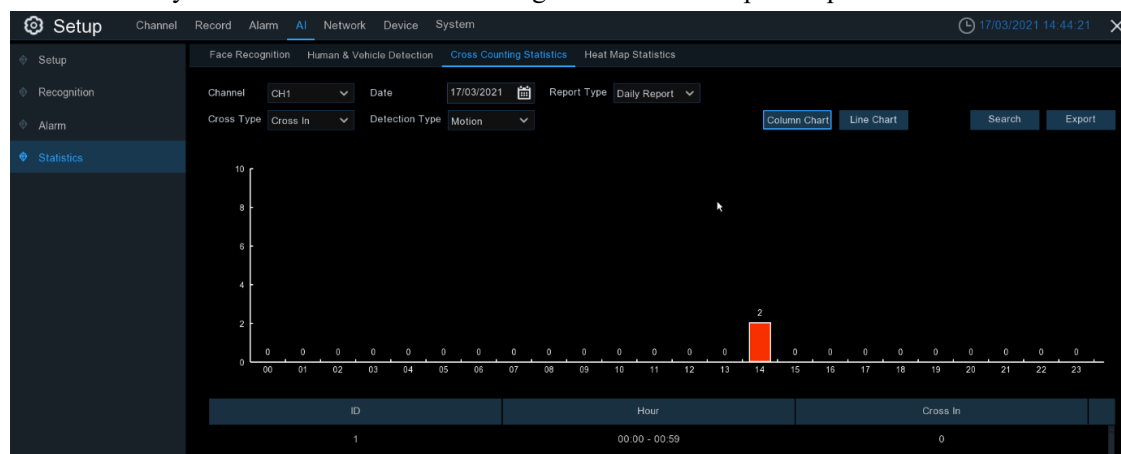 Setup Channel Record Alarm AI Network Device System 17/03/2021 14:44:21 X
Setup
Recognition
Alarm
Statistics
Face Recognition Human & Vehicle Detection Cross Counting Statistics Heat Map Statistics
Channel CH1 Date 17/03/2021 Report Type Daily Report
Cross Type Cross In Detection Type Motion Column Chart Line Chart Search Export
10
8
6
4
2
0
2
0 0 0 0 0 0 0 0 0 0 0 0 0 0 0 0 0 0 0 0 0 0 0
00 01 02 03 04 05 06 07 08 09 10 11 12 13 14 15 16 17 18 19 20 21 22 23
ID Hour Cross In
1 00:00 - 00:59 0